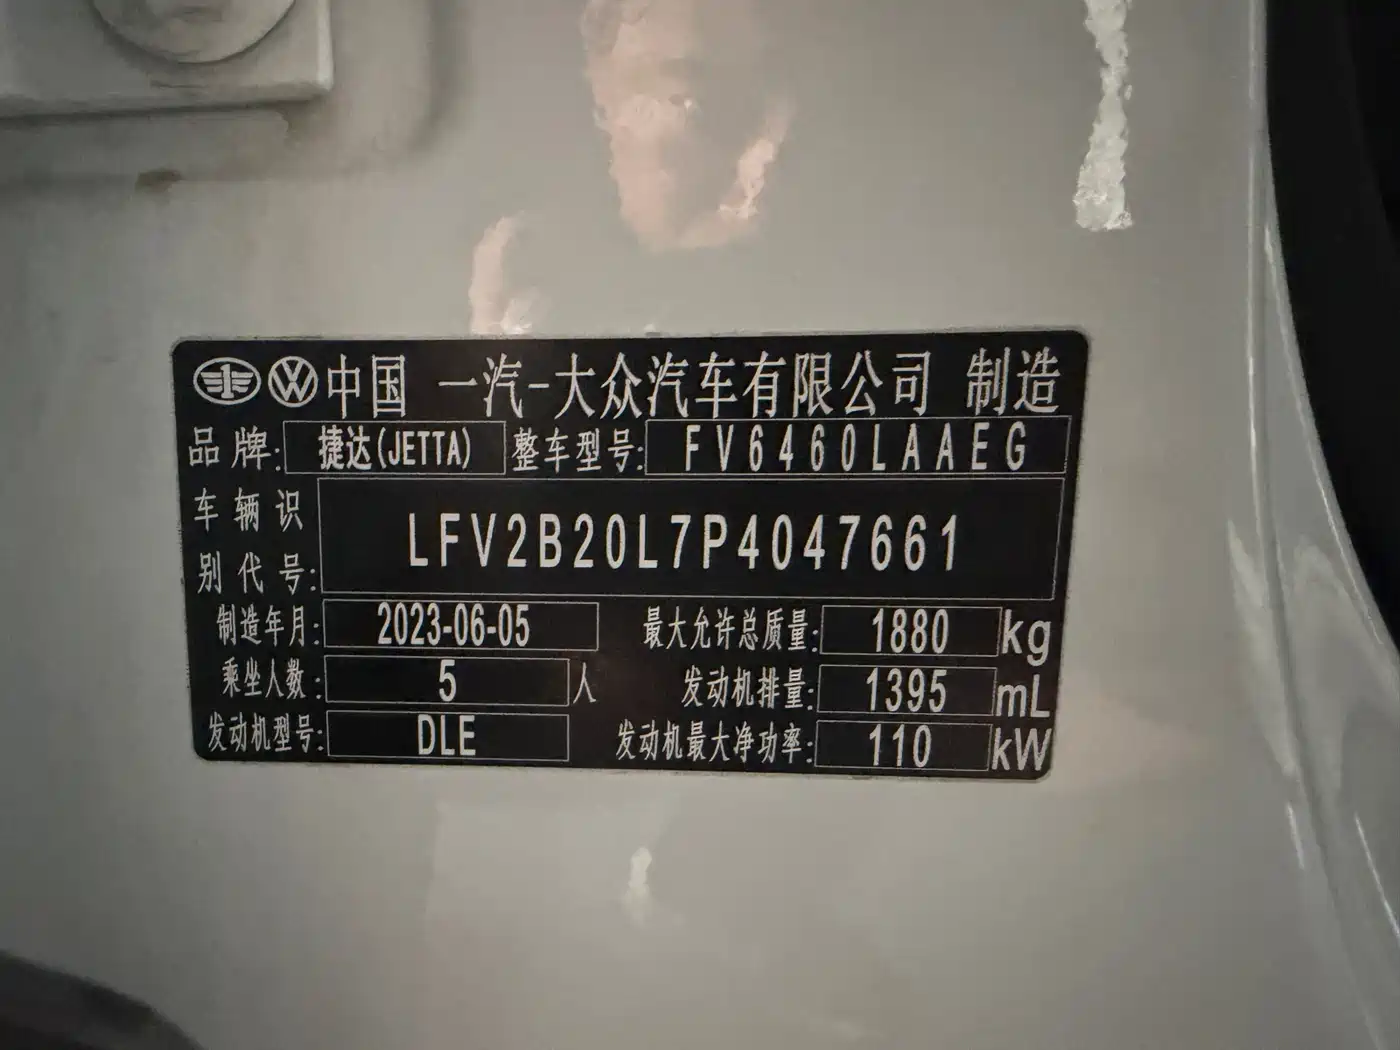 中国 一汽-大众汽车有限公司 制造
品牌: 捷达(JETTA) 整车型号: FV6460LAAEG
车辆识
别代号: LFV2B20L7P4047661
制造年月: 2023-06-05 最大允许总质量: 1880 kg
乘坐人数: 5 人 发动机排量: 1395 mL
发动机型号: DLE 发动机最大净功率: 110 kW